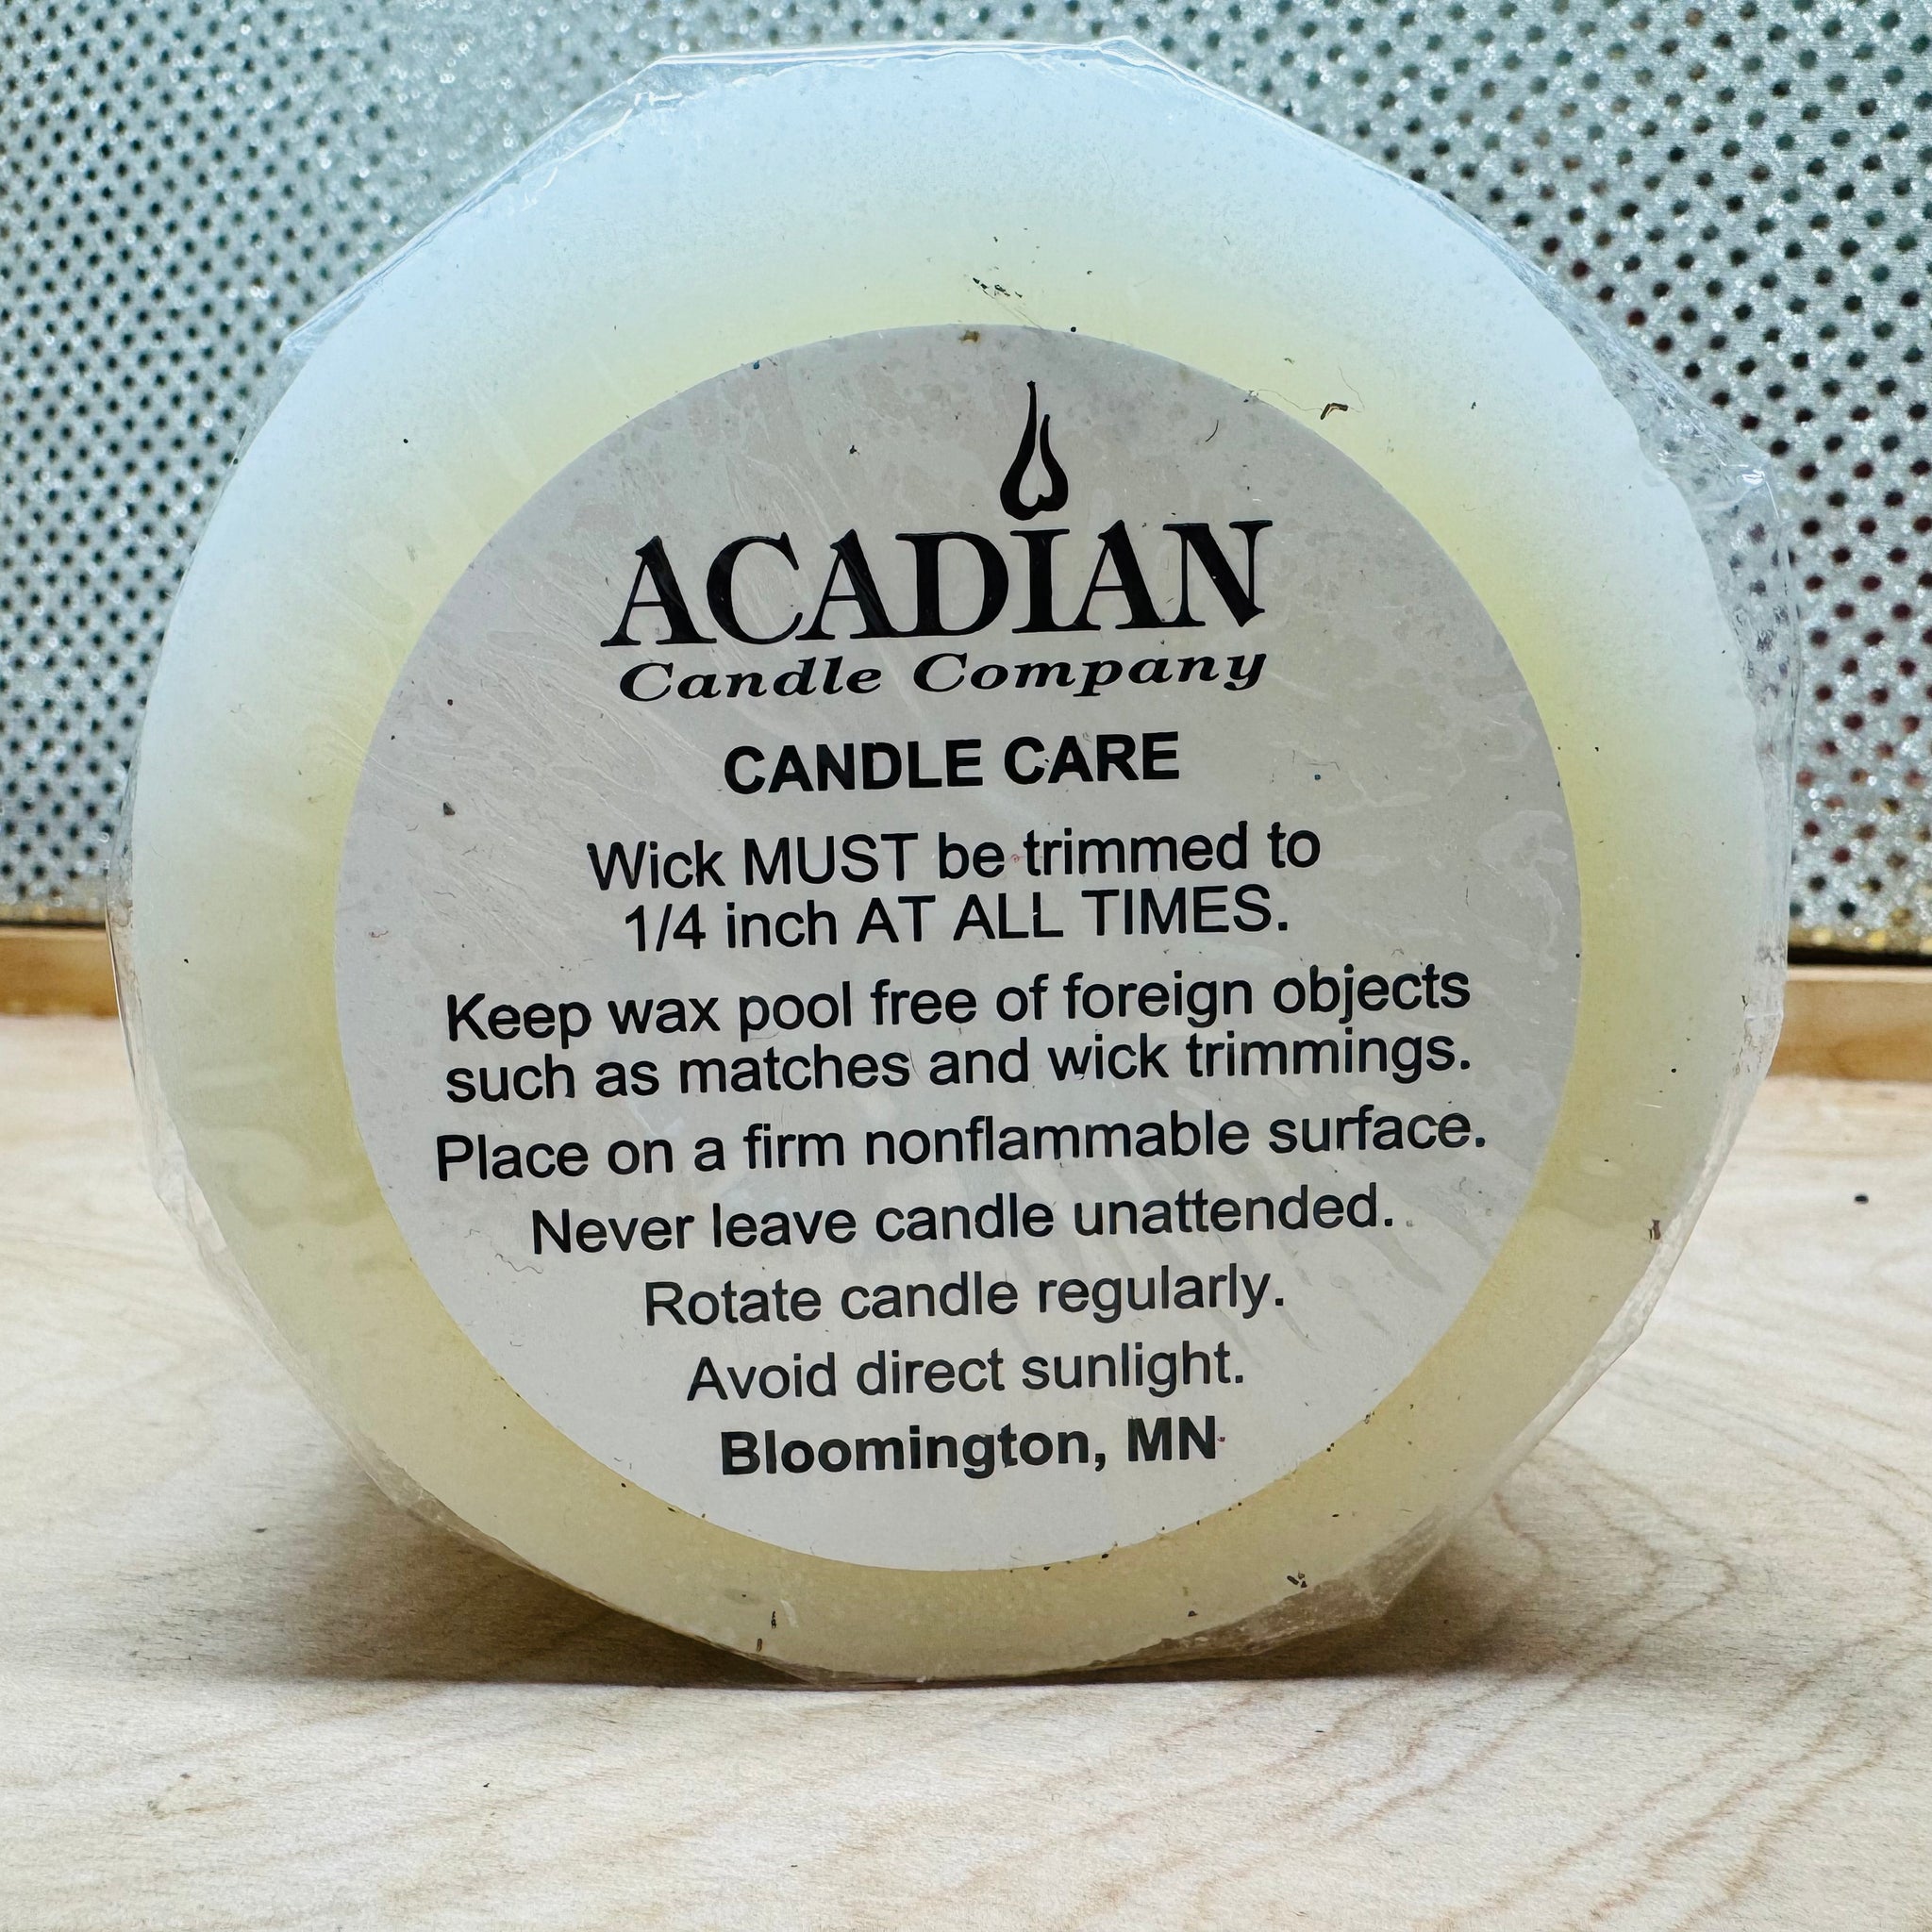 ACADIAN
Candle Company
CANDLE CARE
Wick MUST be trimmed to
1/4 inch AT ALL TIMES.
Keep wax pool free of foreign objects
such as matches and wick trimmings.
Place on a firm nonflammable surface.
Never leave candle unattended.
Rotate candle regularly.
Avoid direct sunlight.
Bloomington, MN